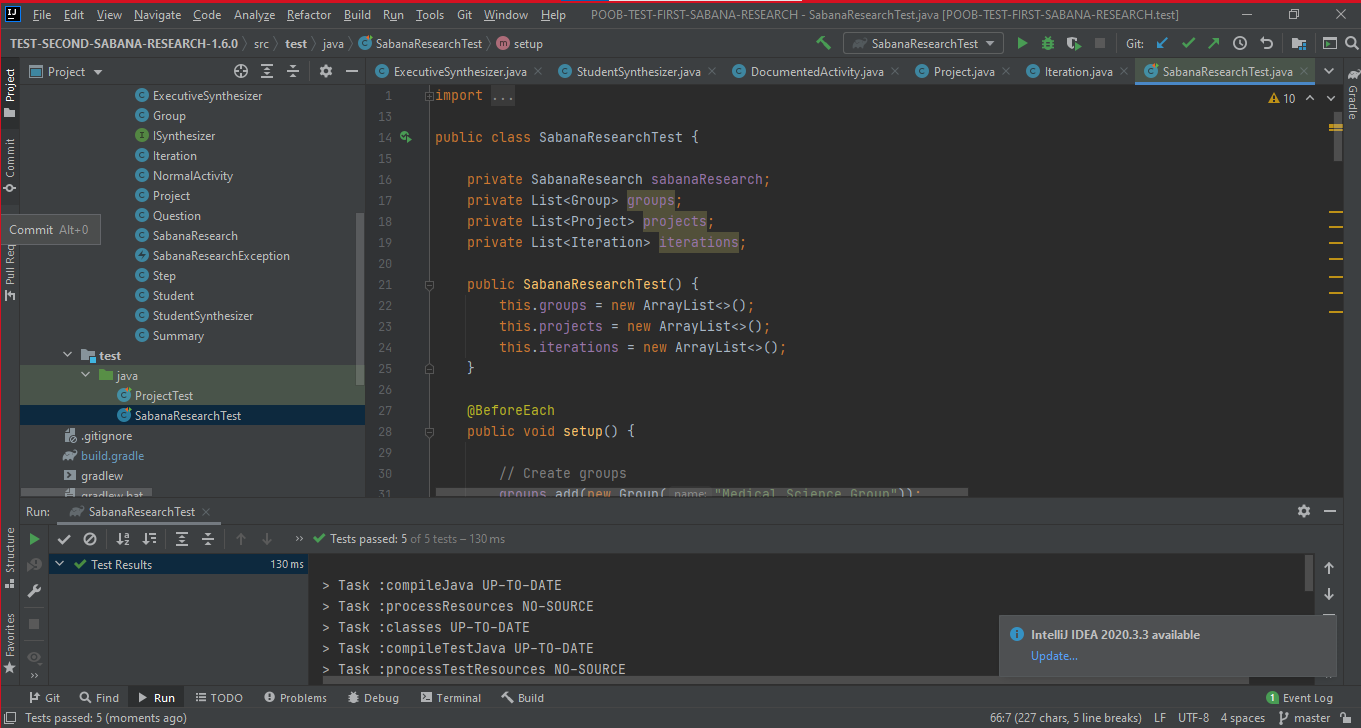 File Edit View Navigate Code Analyze Refactor Build Run Tools Git Window Help POOB-TEST-FIRST-SABANA-RESEARCH - SabanaResearchTest.java [POOB-TEST-FIRST-SABANA-RESEARCH.test]
TEST-SECOND-SABANA-RESEARCH-1.6.0 src test java SabanaResearchTest setup SabanaResearchTest Git:
Project
ExecutiveSynthesizer.java StudentSynthesizer.java DocumentedActivity.java Project.java Iteration.java SabanaResearchTest.java
Project
Commit
Pull Req
Commit Alt+0
Structure
Favorites
Gradle
ExecutiveSynthesizer
Group
ISynthesizer
Iteration
NormalActivity
Project
Question
SabanaResearch
SabanaResearchException
Step
Student
StudentSynthesizer
Summary
test
java
ProjectTest
SabanaResearchTest
.gitignore
build.gradle
gradlew
gradlew.bat
10
1 import ...
13
14 public class SabanaResearchTest {
15
16 private SabanaResearch sabanaResearch;
17 private List<Group> groups;
18 private List<Project> projects;
19 private List<Iteration> iterations;
20
21 public SabanaResearchTest() {
22 this.groups = new ArrayList<>();
23 this.projects = new ArrayList<>();
24 this.iterations = new ArrayList<>();
25 }
26
27 @BeforeEach
28 public void setup() {
29
30 // Create groups
31 groups.add(new Group( name: "Medical Science Group"));
Run: SabanaResearchTest
Tests passed: 5 of 5 tests – 130 ms
Test Results 130 ms
> Task :compileJava UP-TO-DATE
> Task :processResources NO-SOURCE
> Task :classes UP-TO-DATE
> Task :compileTestJava UP-TO-DATE
> Task :processTestResources NO-SOURCE
IntelliJ IDEA 2020.3.3 available
Update...
Git Find Run TODO Problems Debug Terminal Build 1 Event Log
Tests passed: 5 (moments ago) 66:7 (227 chars, 5 line breaks) LF UTF-8 4 spaces master